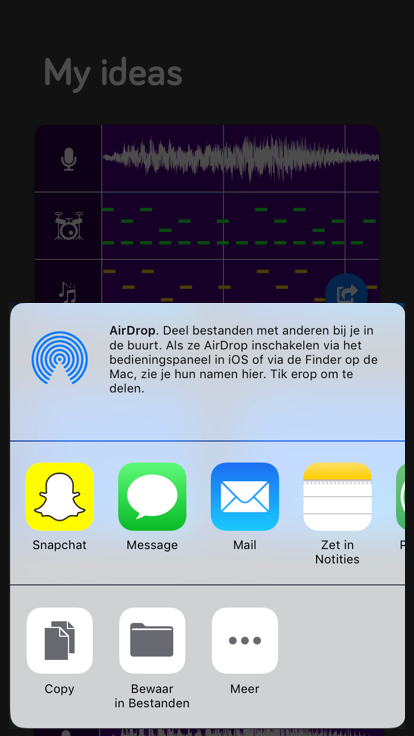 My ideas
AirDrop. Deel bestanden met anderen bij je in
de buurt. Als ze AirDrop inschakelen via het
bedieningspaneel in iOS of via de Finder op de
Mac, zie je hun namen hier. Tik erop om te
delen.
Snapchat
Message
Mail
Zet in
Notities
Copy
Bewaar
in Bestanden
Meer